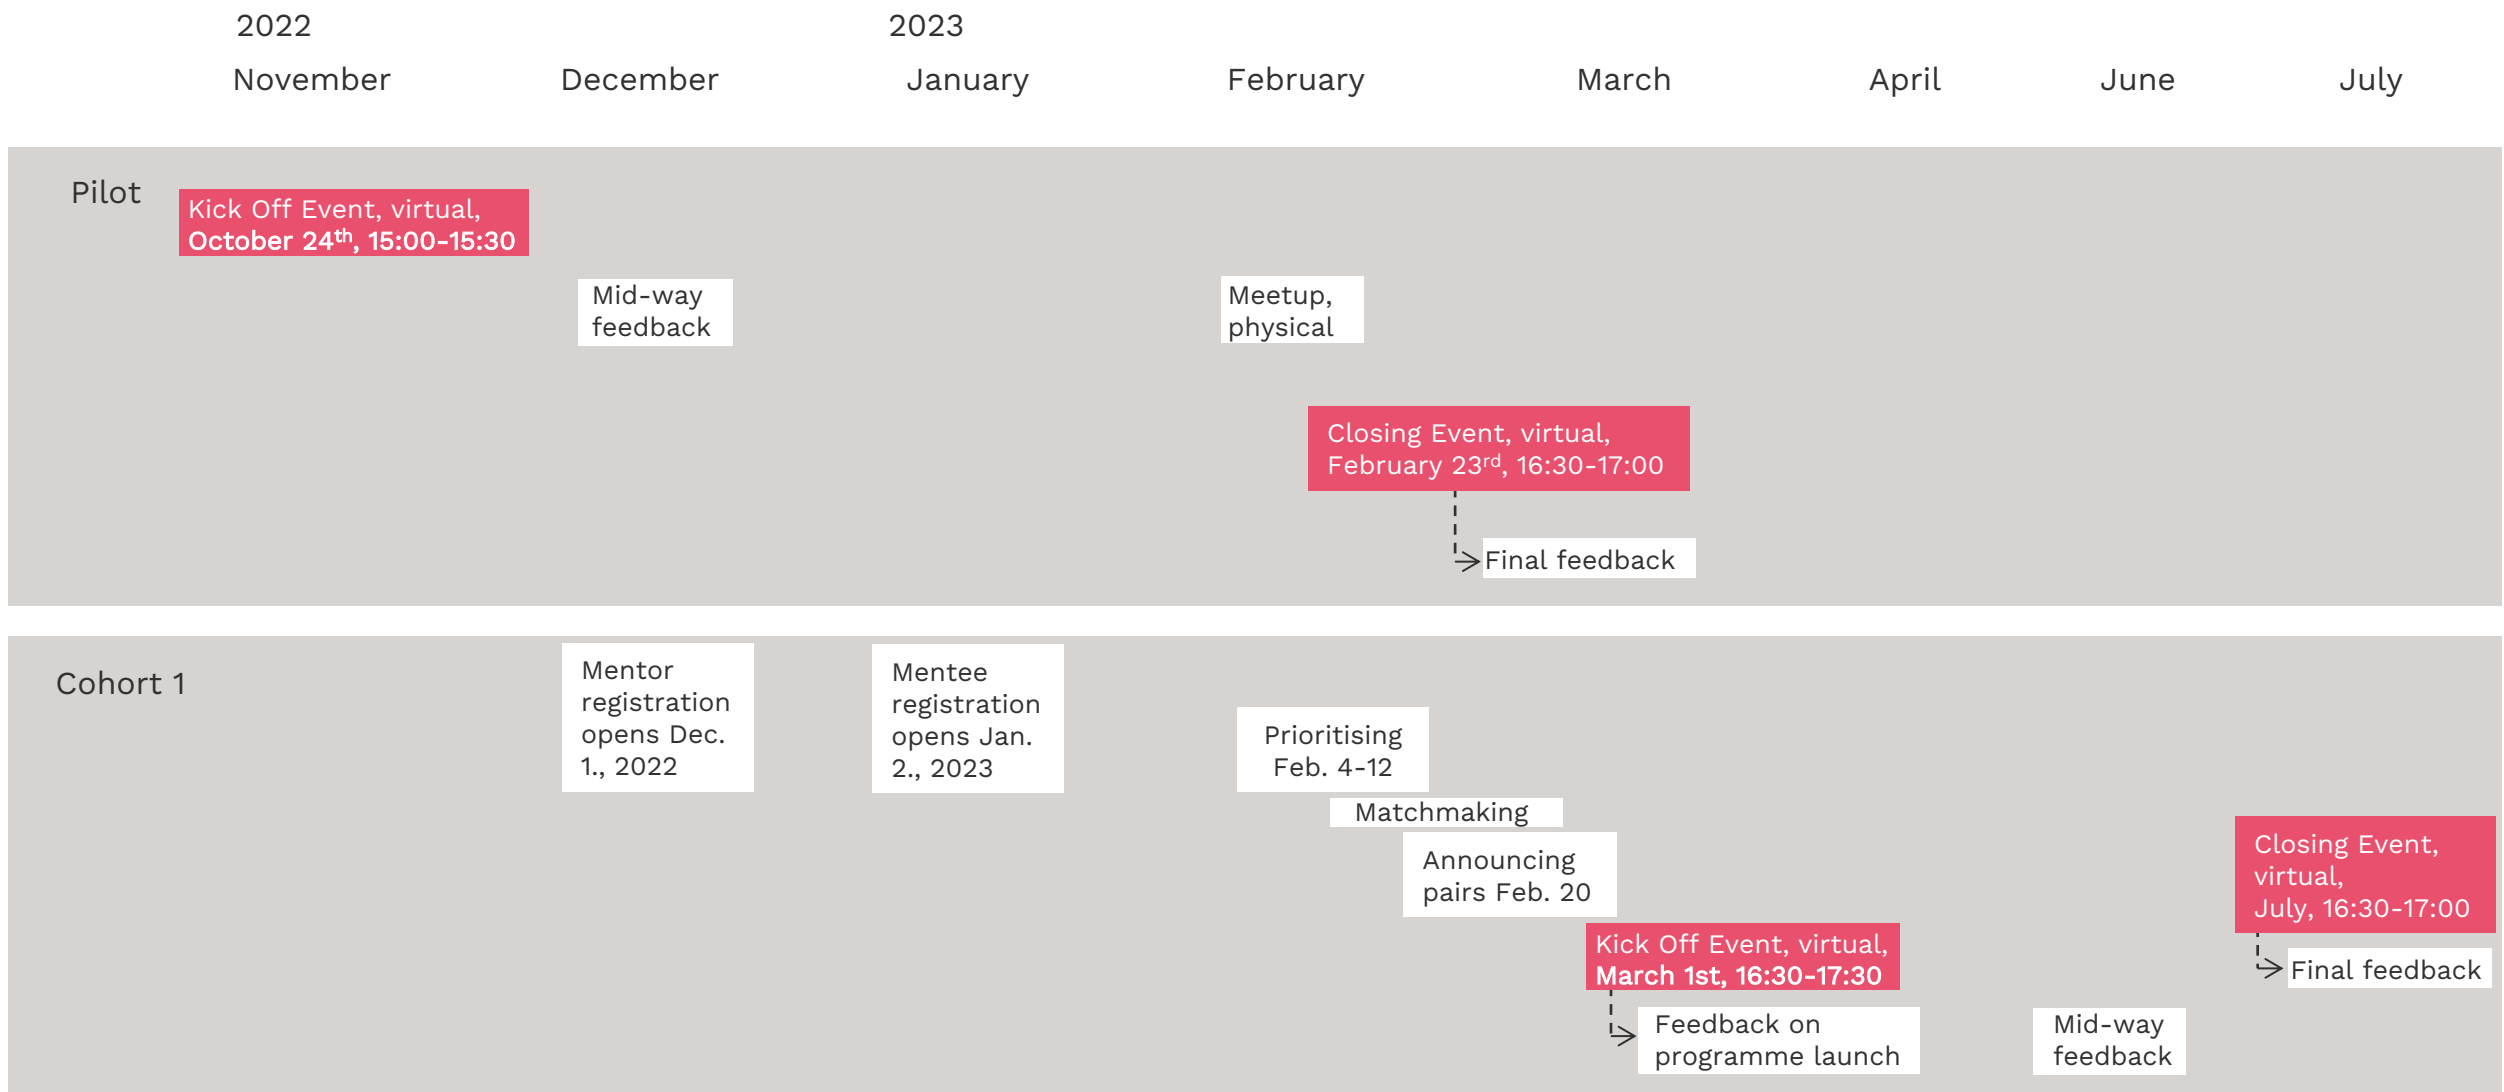 2022
2023
November
December
January
February
March
April
June
July
Pilot
Kick Off Event, virtual,
October 24th, 15:00-15:30
Mid-way
feedback
Meetup,
physical
Closing Event, virtual,
February 23rd, 16:30-17:00
Final feedback
Cohort 1
Mentor
registration
opens Dec.
1., 2022
Mentee
registration
opens Jan.
2., 2023
Prioritising
Feb. 4-12
Matchmaking
Announcing
pairs Feb. 20
Kick Off Event, virtual,
March 1st, 16:30-17:30
Feedback on
programme launch
Mid-way
feedback
Closing Event,
virtual,
July, 16:30-17:00
Final feedback